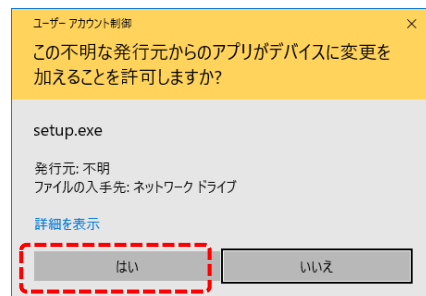 ユーザー アカウント制御
この不明な発行元からのアプリがデバイスに変更を
加えることを許可しますか?
setup.exe
発行元: 不明
ファイルの入手先: ネットワーク ドライブ
詳細を表示
はい
いいえ